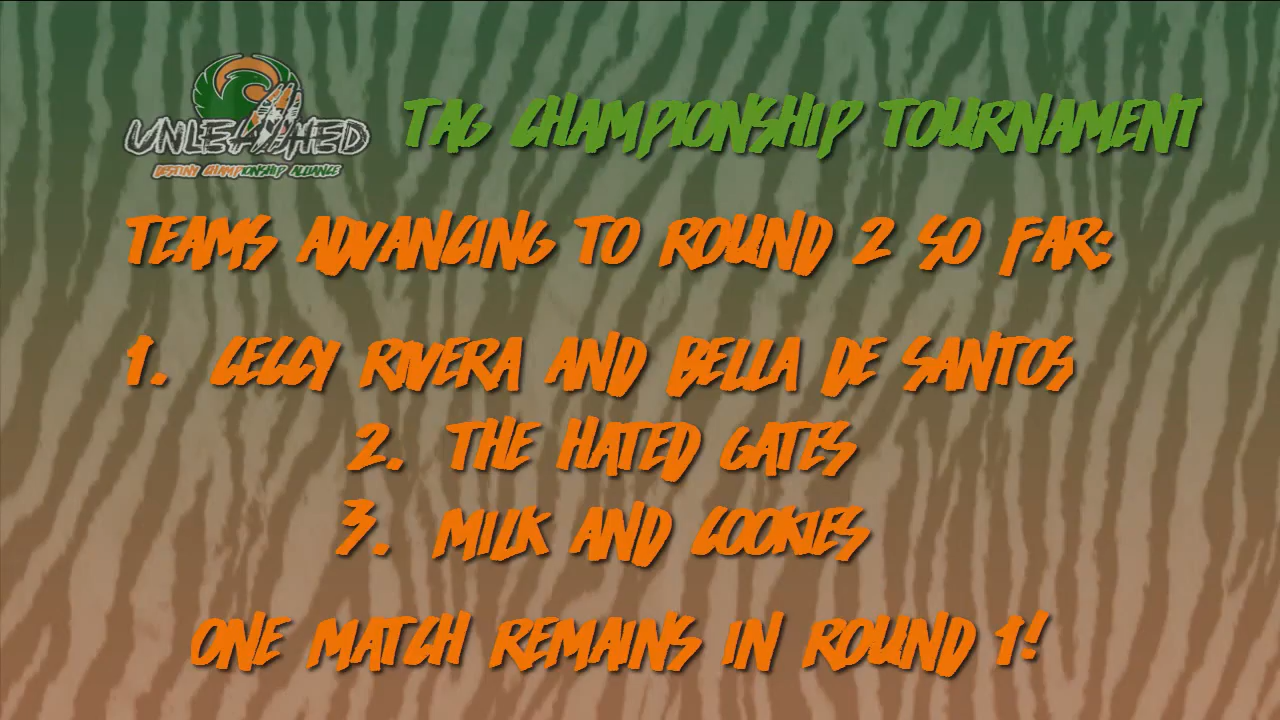 UNLEASHED
DESTINY CHAMPIONSHIP ALLIANCE
TAG CHAMPIONSHIP TOURNAMENT
TEAMS ADVANCING TO ROUND 2 SO FAR:
1. CECCY RIVERA AND BELLA DE SANTOS
2. THE HATED GATES
3. MILK AND COOKIES
ONE MATCH REMAINS IN ROUND 1!